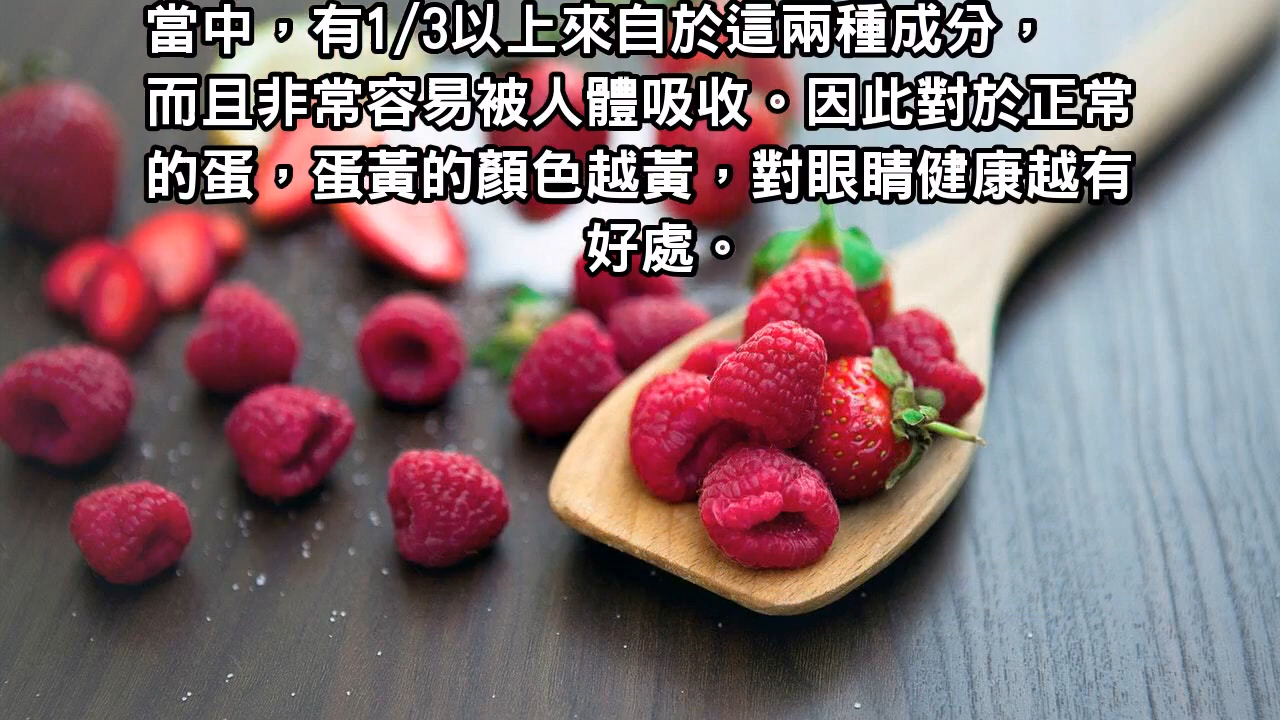 當中，有1/3以上來自於這兩種成分，
而且非常容易被人體吸收。因此對於正常
的蛋，蛋黃的顏色越黃，對眼睛健康越有
好處。